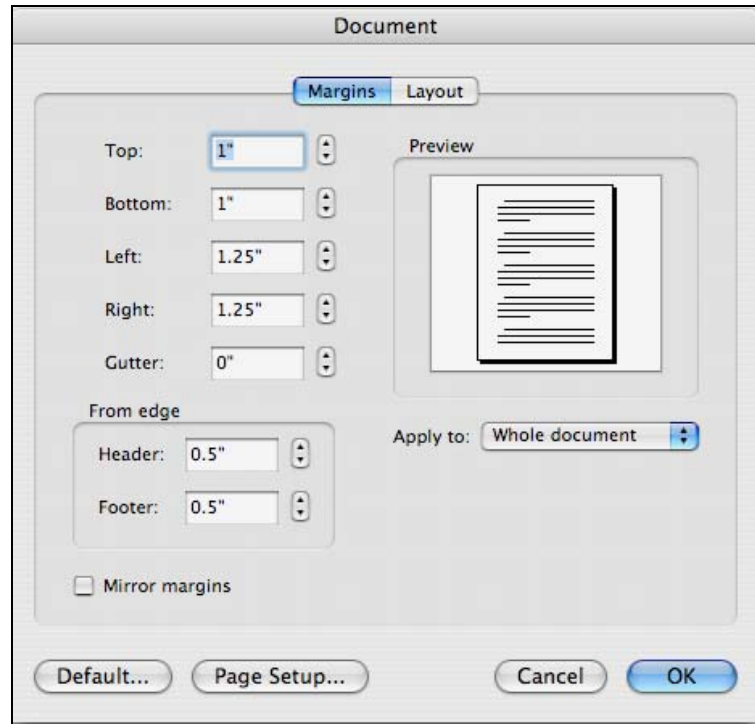 Document
Margins Layout
Top: 1"
Bottom: 1"
Left: 1.25"
Right: 1.25"
Gutter: 0"
From edge
Header: 0.5"
Footer: 0.5"
Mirror margins
Preview
Apply to: Whole document
Default... Page Setup... Cancel OK